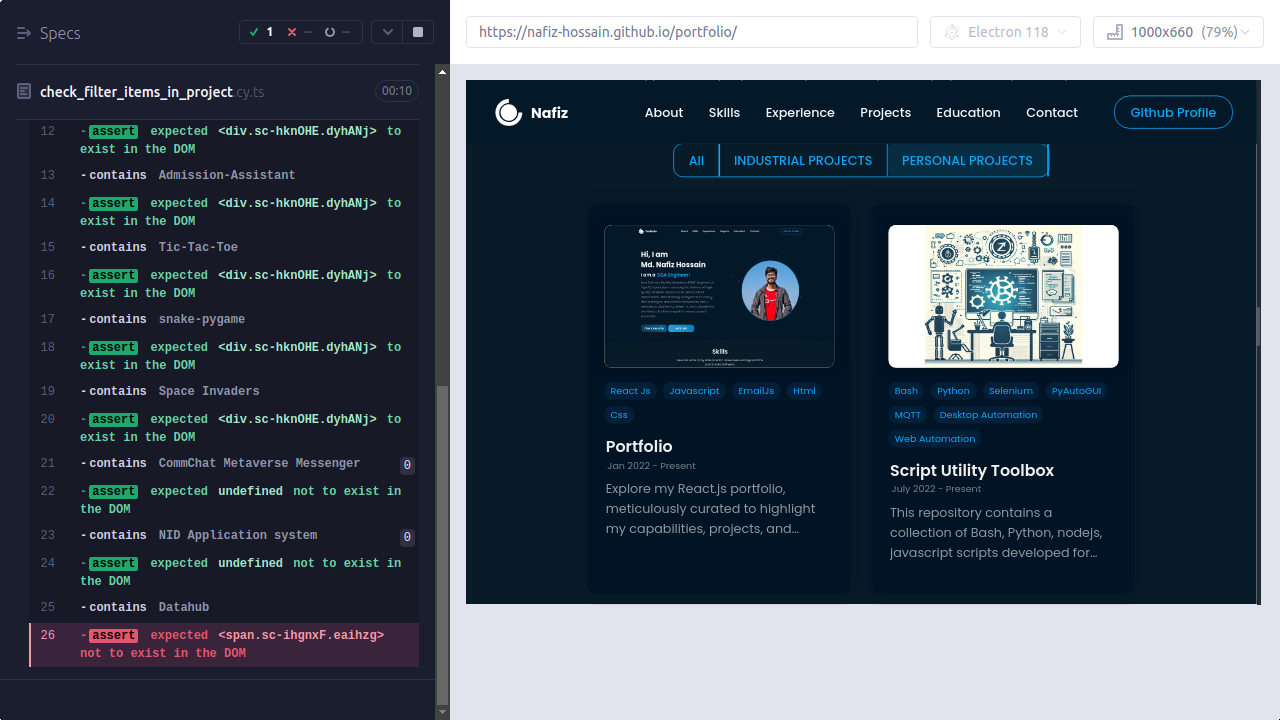 Specs
1
--
--
https://nafiz-hossain.github.io/portfolio/
Electron 118
1000x660 (79%)
check_filter_items_in_project.cy.ts
00:10
12 -assert expected <div.sc-hknOHE.dyhANj> to
exist in the DOM
13 -contains Admission-Assistant
14 -assert expected <div.sc-hknOHE.dyhANj> to
exist in the DOM
15 -contains Tic-Tac-Toe
16 -assert expected <div.sc-hknOHE.dyhANj> to
exist in the DOM
17 -contains snake-pygame
18 -assert expected <div.sc-hknOHE.dyhANj> to
exist in the DOM
19 -contains Space Invaders
20 -assert expected <div.sc-hknOHE.dyhANj> to
exist in the DOM
21 -contains CommChat Metaverse Messenger 0
22 -assert expected undefined not to exist in
the DOM
23 -contains NID Application system 0
24 -assert expected undefined not to exist in
the DOM
25 -contains Datahub
26 -assert expected <span.sc-ihgnxF.eaihzg>
not to exist in the DOM
Nafiz
About Skills Experience Projects Education Contact
Github Profile
All INDUSTRIAL PROJECTS PERSONAL PROJECTS
Hi, I am
Md. Nafiz Hossain
I am a SQA Engineer
Skills
React Js Javascript EmailJs Html
Css
Portfolio
Jan 2022 - Present
Explore my React.js portfolio,
meticulously curated to highlight
my capabilities, projects, and...
Bash Python Selenium PyAutoGUI
MQTT Desktop Automation
Web Automation
Script Utility Toolbox
July 2022 - Present
This repository contains a
collection of Bash, Python, nodejs,
javascript scripts developed for...